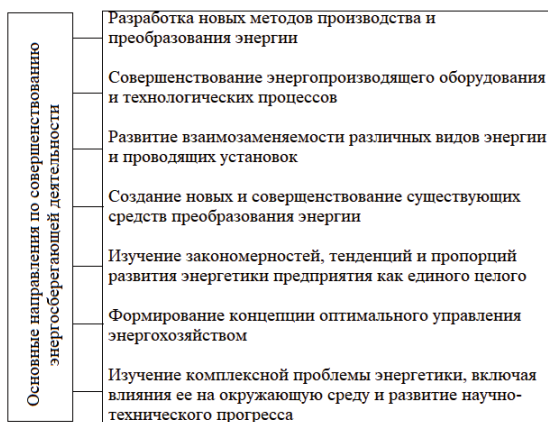 Основные направления по совершенствованию
энергосберегающей деятельности
Разработка новых методов производства и
преобразования энергии
Совершенствование энергопроизводящего оборудования
и технологических процессов
Развитие взаимозаменяемости различных видов энергии
и проводящих установок
Создание новых и соверщенствование существующих
средств преобразования энергии
Изучение закономерностей, тенденций и пропорций
развития энергетики предприятия как единого целого
Формирование концепции оптимального управления
энергохозяйством
Изучение комплексной проблемы энергетики, включая
влияния ее на окружающую среду и развитие научно-
технического прогресса